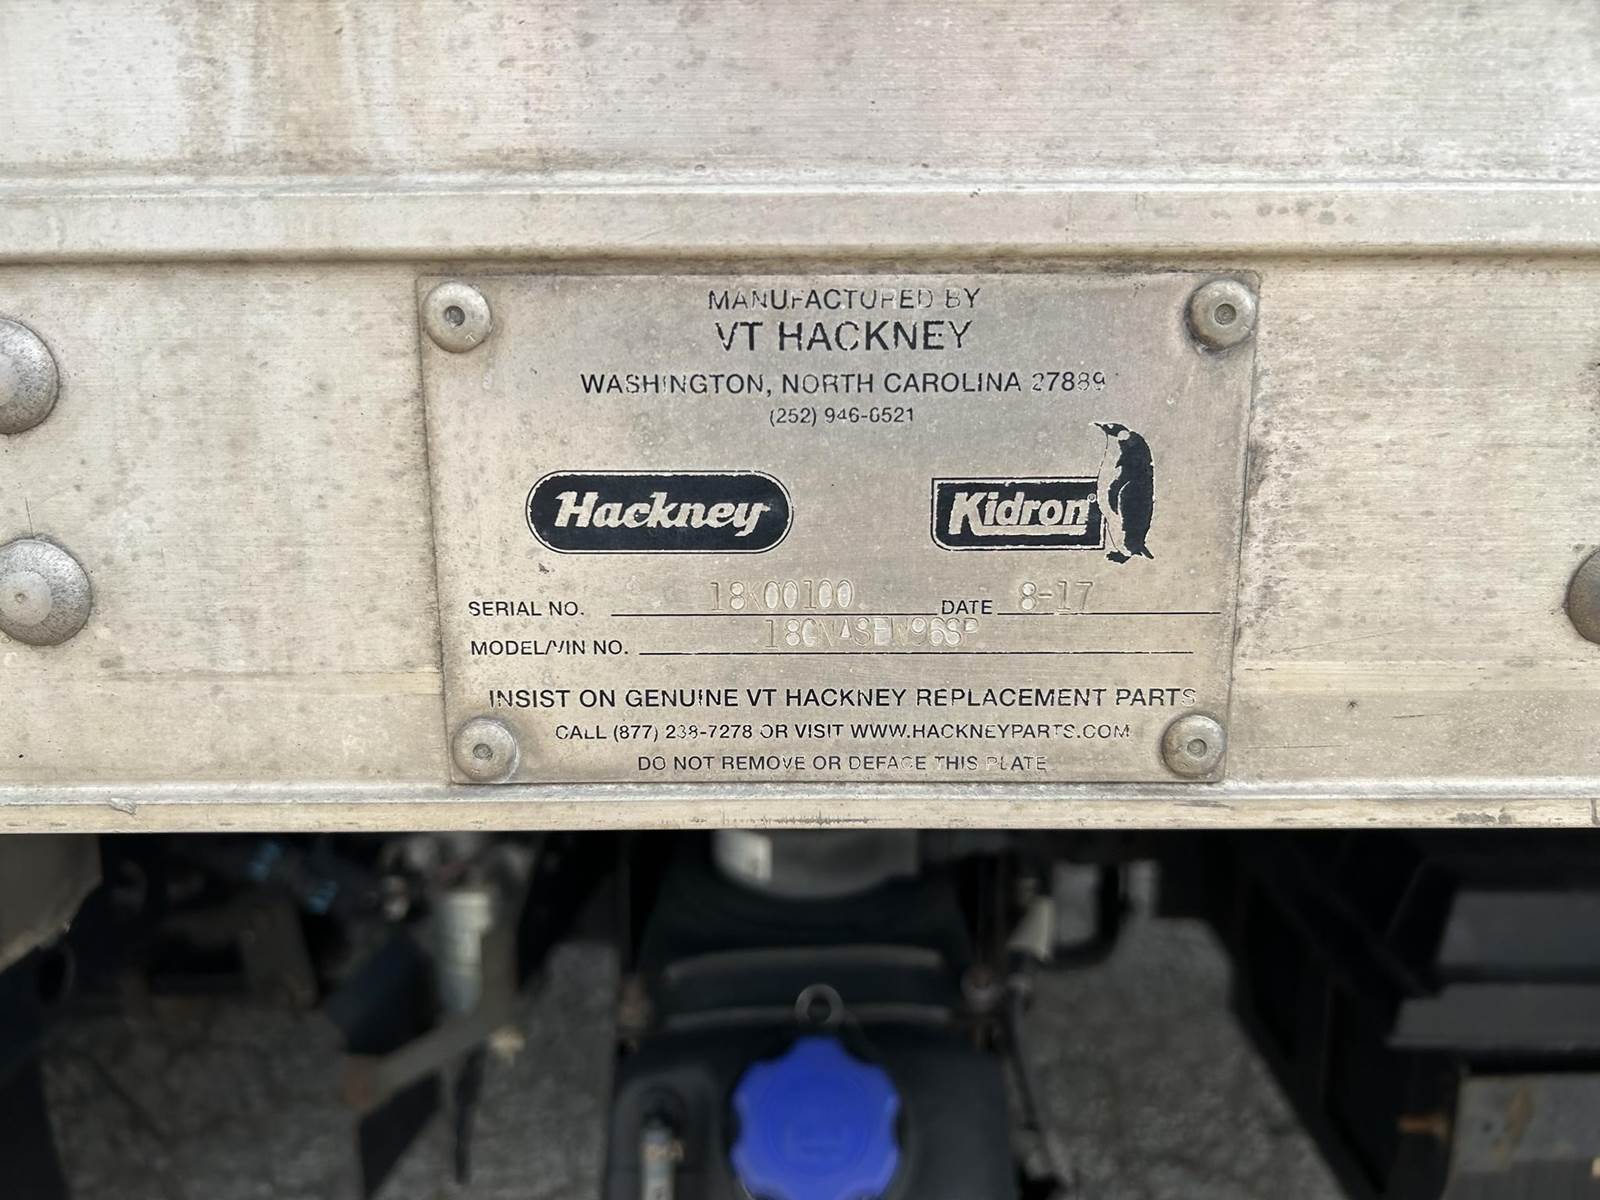 MANUFACTURED BY
VT HACKNEY
WASHINGTON, NORTH CAROLINA 27889
(252) 946-6521
Hackney
Kidron®
SERIAL NO. 18K00100 DATE 8-17
MODEL/VIN NO.
INSIST ON GENUINE VT HACKNEY REPLACEMENT PARTS
CALL (877) 238-7278 OR VISIT WWW.HACKNEYPARTS.COM
DO NOT REMOVE OR DEFACE THIS PLATE